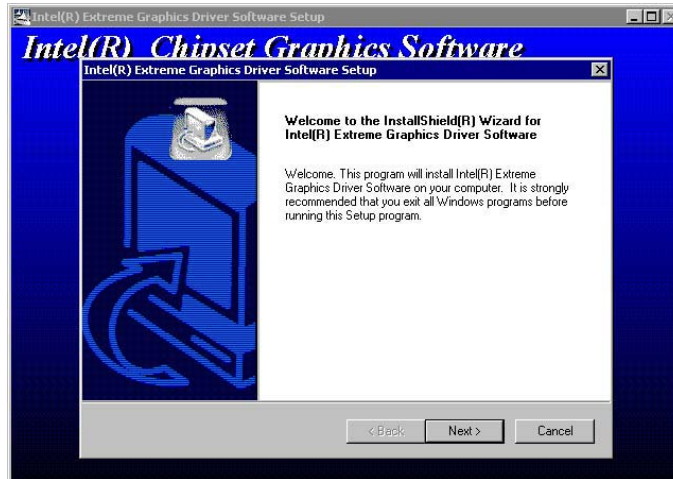 Intel(R) Extreme Graphics Driver Software Setup
Intel(R) Chipset Graphics Software
Intel(R) Extreme Graphics Driver Software Setup
Welcome to the InstallShield(R) Wizard for
Intel(R) Extreme Graphics Driver Software
Welcome. This program will install Intel(R) Extreme
Graphics Driver Software on your computer. It is strongly
recommended that you exit all Windows programs before
running this Setup program.
< Back Next > Cancel